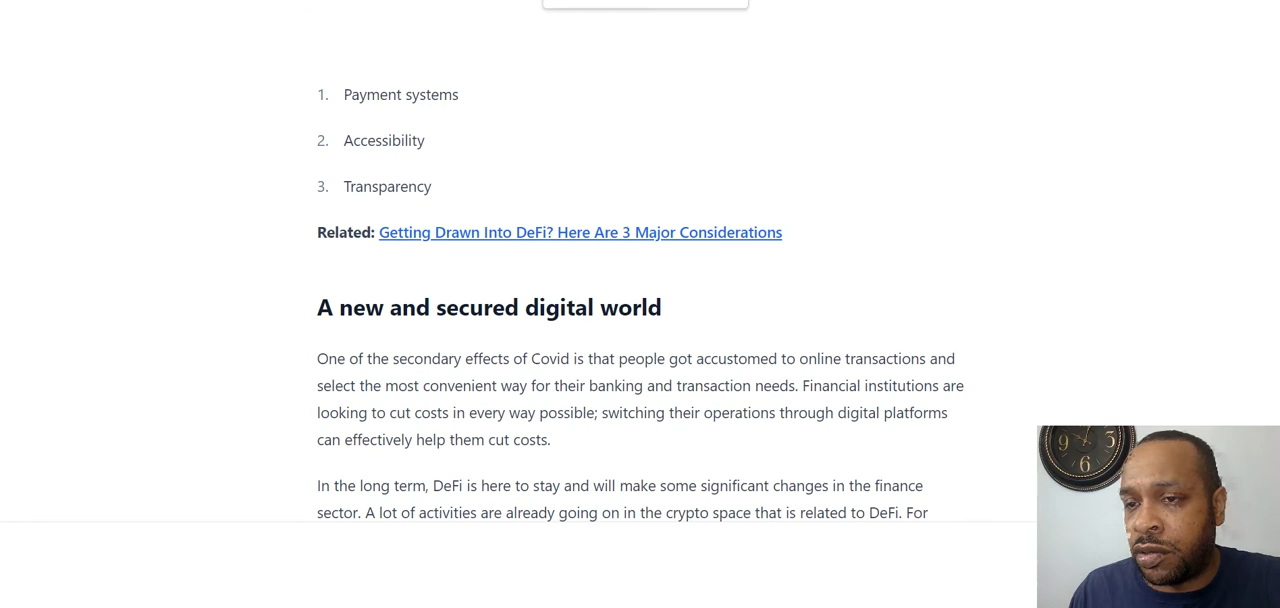 1. Payment systems
2. Accessibility
3. Transparency
Related: Getting Drawn Into DeFi? Here Are 3 Major Considerations
A new and secured digital world
One of the secondary effects of Covid is that people got accustomed to online transactions and
select the most convenient way for their banking and transaction needs. Financial institutions are
looking to cut costs in every way possible; switching their operations through digital platforms
can effectively help them cut costs.
In the long term, DeFi is here to stay and will make some significant changes in the finance
sector. A lot of activities are already going on in the crypto space that is related to DeFi. For
9 3
6